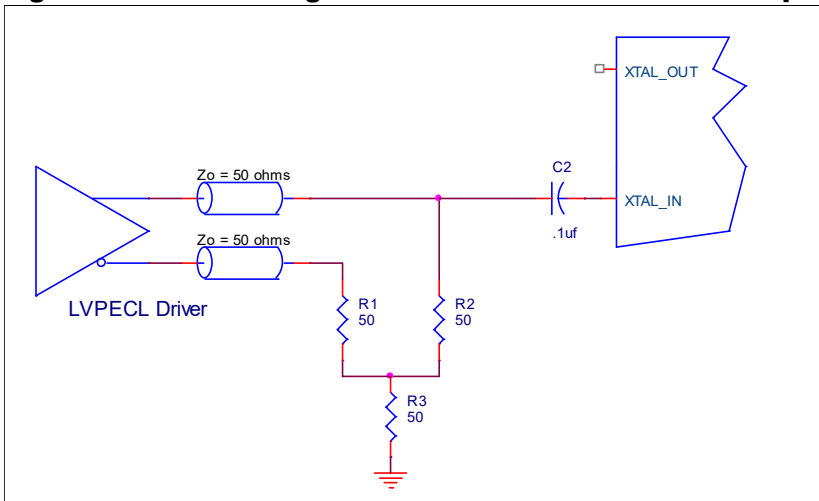 XTAL_OUT
Zo = 50 ohms
C2
XTAL_IN
.1uf
Zo = 50 ohms
LVPECL Driver
R1
50
R2
50
R3
50